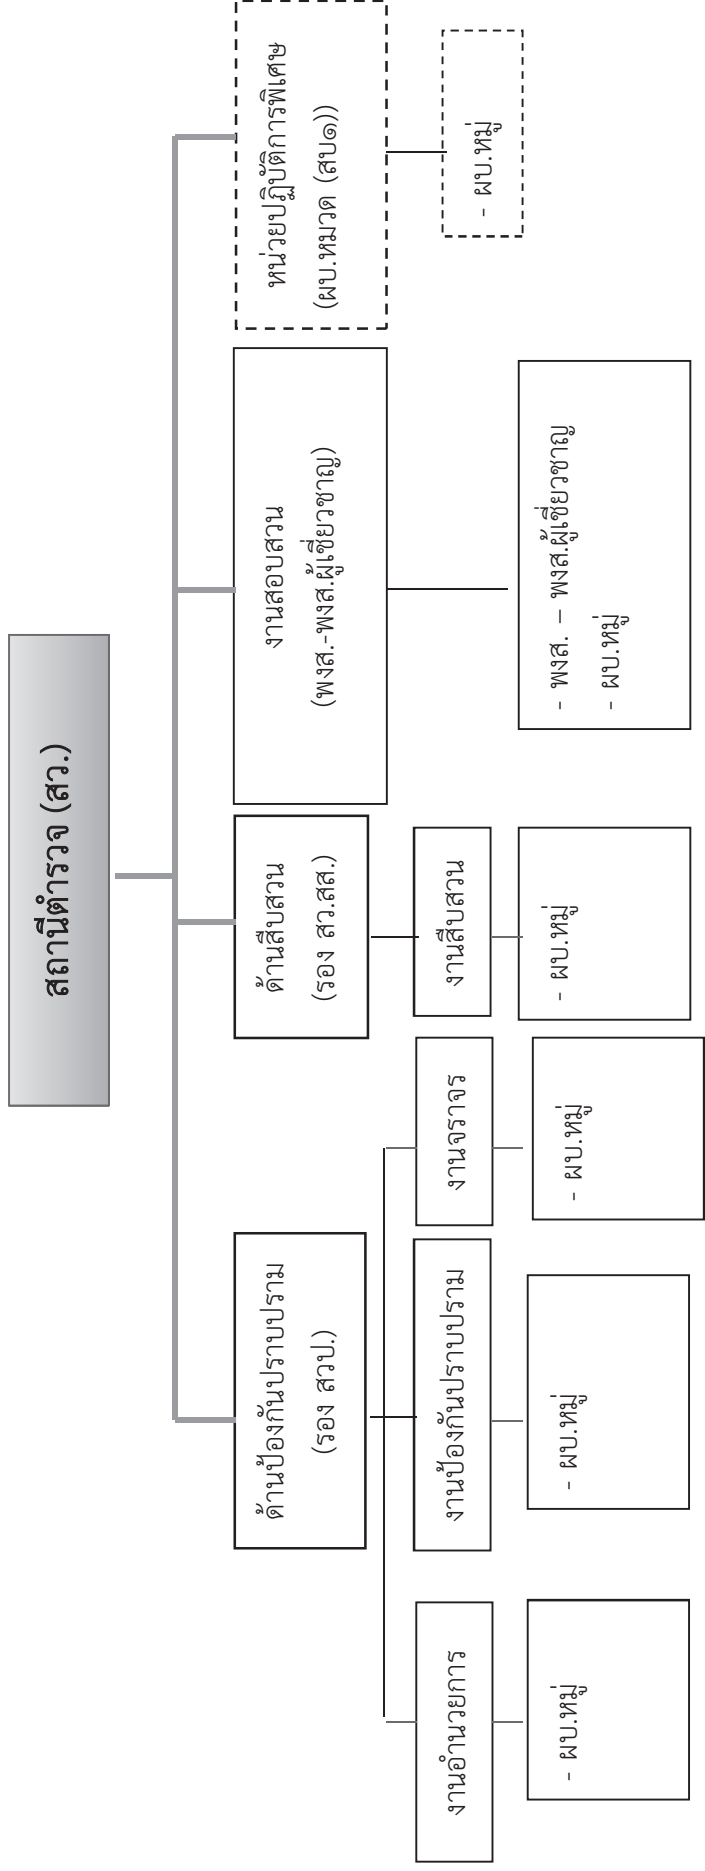 สถานีตำรวจ (สว.)
ด้านป้องกันปราบปราม
(รอง สวป.)
ด้านสืบสวน
(รอง สว.สส.)
งานสอบสวน
(พงส.-พงส.ผู้เชี่ยวชาญ)
หน่วยปฏิบัติการพิเศษ
(ผบ.หมวด (สบ๑))
งานอำนวยการ
งานป้องกันปราบปราม
งานจราจร
งานสืบสวน
- ผบ.หมู่
- ผบ.หมู่
- ผบ.หมู่
- ผบ.หมู่
- พงส. – พงส.ผู้เชี่ยวชาญ
- ผบ.หมู่
- ผบ.หมู่